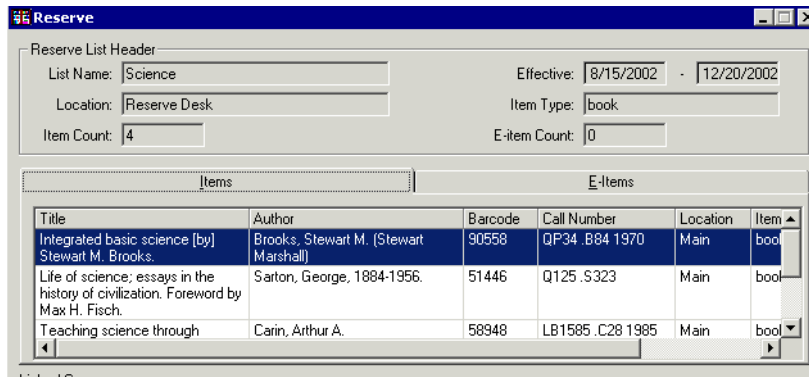 Reserve
Reserve List Header
List Name: Science Effective: 8/15/2002 - 12/20/2002
Location: Reserve Desk Item Type: book
Item Count: 4 E-item Count: 0
Items E-Items
Title Author Barcode Call Number Location Item
Integrated basic science [by] Brooks, Stewart M. (Stewart 90558 QP34 .B84 1970 Main
Stewart M. Brooks. Marshall)
Life of science; essays in the Sarton, George, 1884-1956. 51446 Q125 .S323 Main
history of civilization. Foreword by
Max H. Fisch.
Teaching science through Carin, Arthur A. 58948 LB1585 .C28 1985 Main